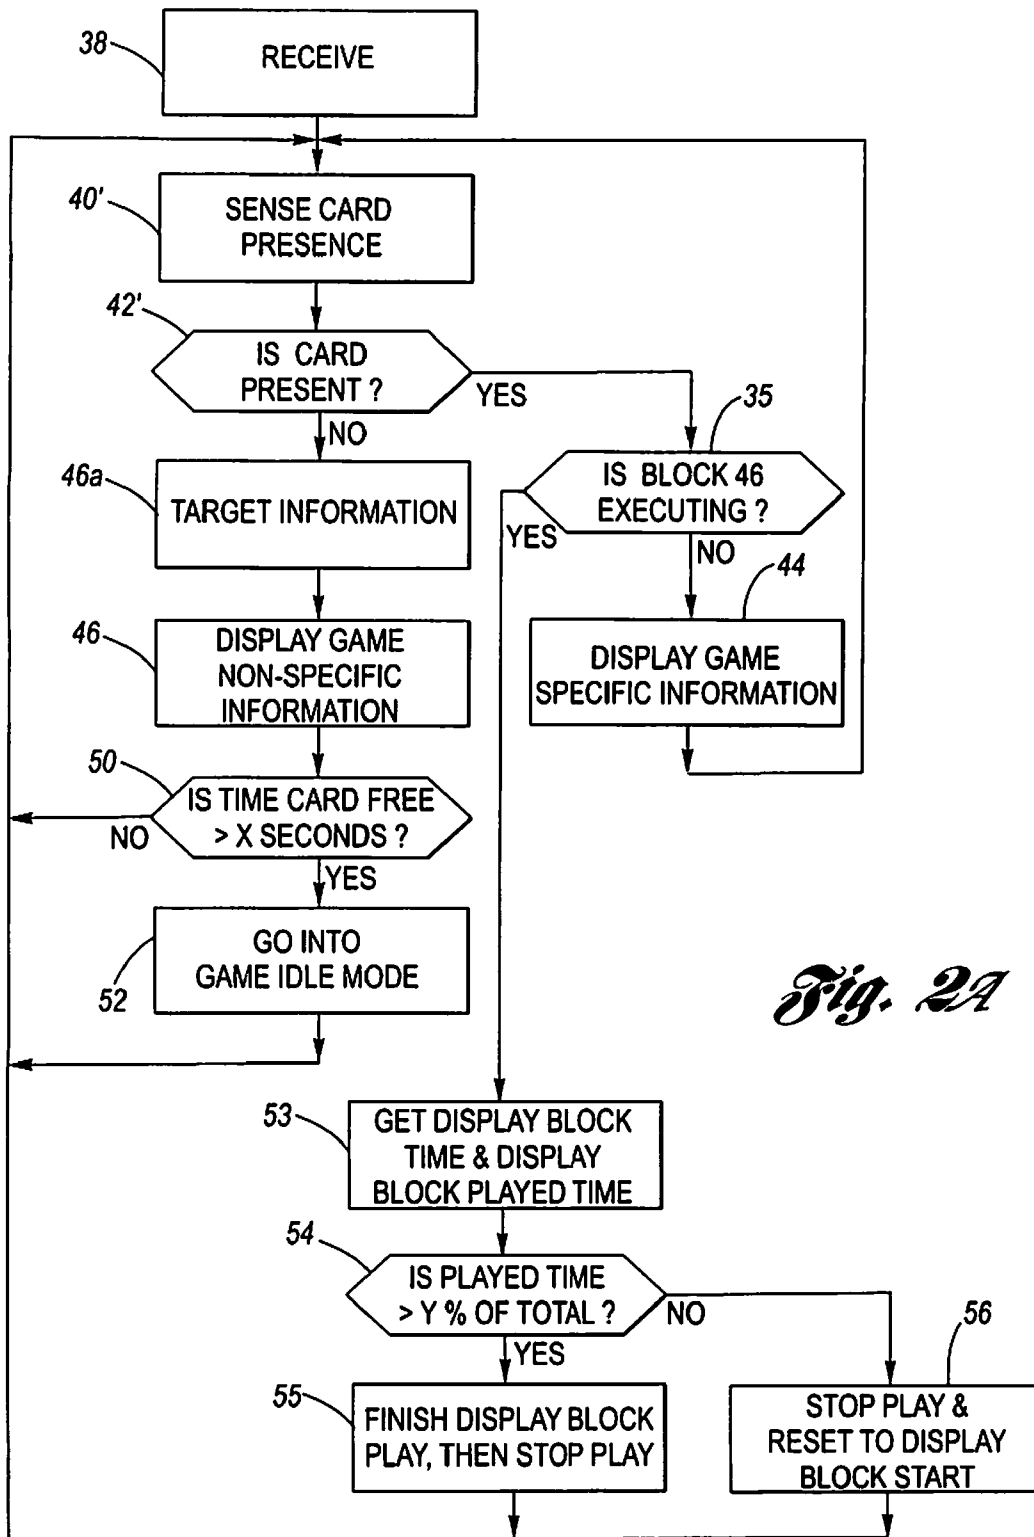 38
RECEIVE
40'
SENSE CARD
PRESENCE
42'
IS CARD
PRESENT ?
YES
NO
35
IS BLOCK 46
EXECUTING ?
YES
NO
46a
TARGET INFORMATION
44
DISPLAY GAME
SPECIFIC INFORMATION
46
DISPLAY GAME
NON-SPECIFIC
INFORMATION
50
IS TIME CARD FREE
> X SECONDS ?
NO
YES
52
GO INTO
GAME IDLE MODE
Fig. 2A
53
GET DISPLAY BLOCK
TIME & DISPLAY
BLOCK PLAYED TIME
54
IS PLAYED TIME
> Y % OF TOTAL ?
NO
YES
55
FINISH DISPLAY BLOCK
PLAY, THEN STOP PLAY
56
STOP PLAY &
RESET TO DISPLAY
BLOCK START